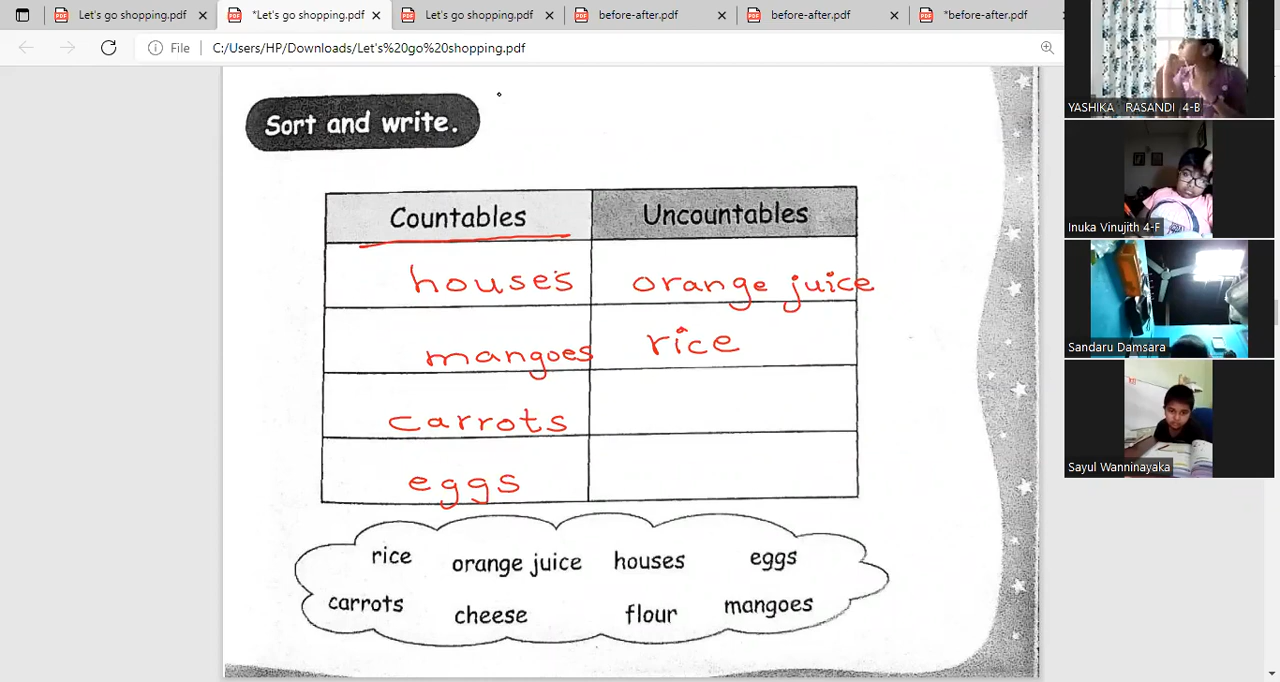 Let's go shopping.pdf
*Let's go shopping.pdf
Let's go shopping.pdf
before-after.pdf
before-after.pdf
*before-after.pdf
File
C:/Users/HP/Downloads/Let's%20go%20shopping.pdf
Sort and write.
Countables Uncountables
houses orange juice
mangoes rice
carrots
eggs
rice orange juice houses eggs
carrots cheese flour mangoes
YASHIKA RASANDI 4-B
Inuka Vinujith 4-F
Sandaru Damsara
Sayul Wanninayaka